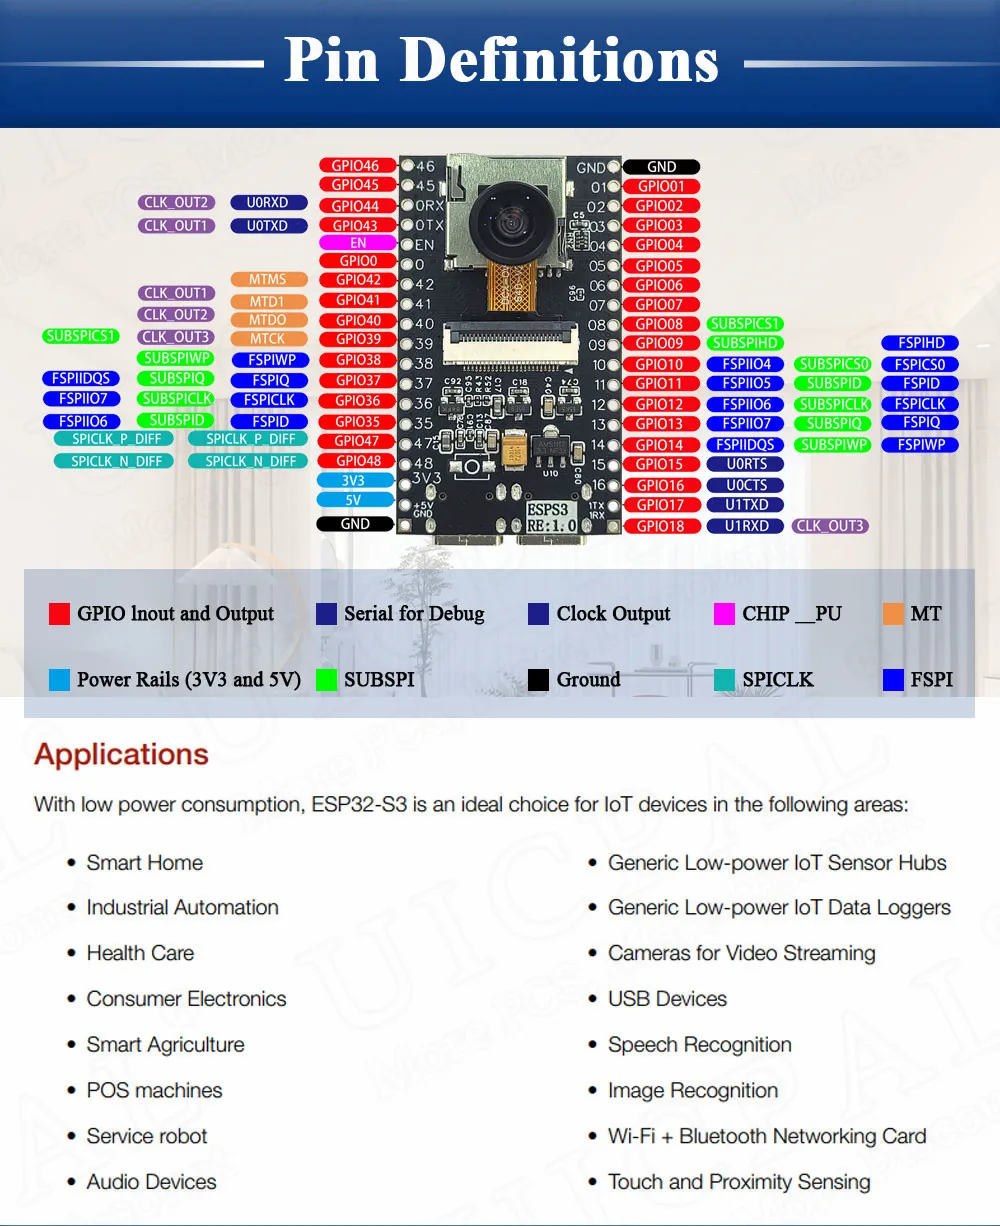 Pin Definitions
GPIO46 46 GND GND
GPIO45 45 01 GPIO01
CLK_OUT2 U0RXD GPIO44 0RX 02 GPIO02
CLK_OUT1 U0TXD GPIO43 0TX 03 GPIO03
EN EN 04 GPIO04
GPIO0 0 05 GPIO05
MTMS GPIO42 42 06 GPIO06
CLK_OUT1 MTD1 GPIO41 41 07 GPIO07
CLK_OUT2 MTDO GPIO40 40 08 GPIO08 SUBSPICS1
SUBSPICS1 CLK_OUT3 MTCK GPIO39 39 09 GPIO09 SUBSPIHD FSPIHD
SUBSPIWP FSPIWP GPIO38 38 10 GPIO10 FSPIIO4 SUBSPICS0 FSPICS0
FSPIIDQS SUBSPIQ FSPIQ GPIO37 37 11 GPIO11 FSPIIO5 SUBSPID FSPID
FSPIIO7 SUBSPICLK FSPICLK GPIO36 36 12 GPIO12 FSPIIO6 SUBSPICLK FSPICLK
FSPIIO6 SUBSPID FSPID GPIO35 35 13 GPIO13 FSPIIO7 SUBSPIQ FSPIQ
SPICLK_P_DIFF SPICLK_P_DIFF GPIO47 47 14 GPIO14 FSPIIDQS SUBSPIWP FSPIWP
SPICLK_N_DIFF SPICLK_N_DIFF GPIO48 48 15 GPIO15 U0RTS
3V3 3V3 16 GPIO16 U0CTS
5V +5V 1TX GPIO17 U1TXD
GND GND 1RX GPIO18 U1RXD CLK_OUT3
C5
C92 C93 R43 R52 C18
U10
ESPS3
RE:1.0
GPIO lnout and Output Serial for Debug Clock Output CHIP __PU MT
Power Rails (3V3 and 5V) SUBSPI Ground SPICLK FSPI
Applications
With low power consumption, ESP32-S3 is an ideal choice for IoT devices in the following areas:
• Smart Home
• Industrial Automation
• Health Care
• Consumer Electronics
• Smart Agriculture
• POS machines
• Service robot
• Audio Devices
• Generic Low-power IoT Sensor Hubs
• Generic Low-power IoT Data Loggers
• Cameras for Video Streaming
• USB Devices
• Speech Recognition
• Image Recognition
• Wi-Fi + Bluetooth Networking Card
• Touch and Proximity Sensing
UICPAL